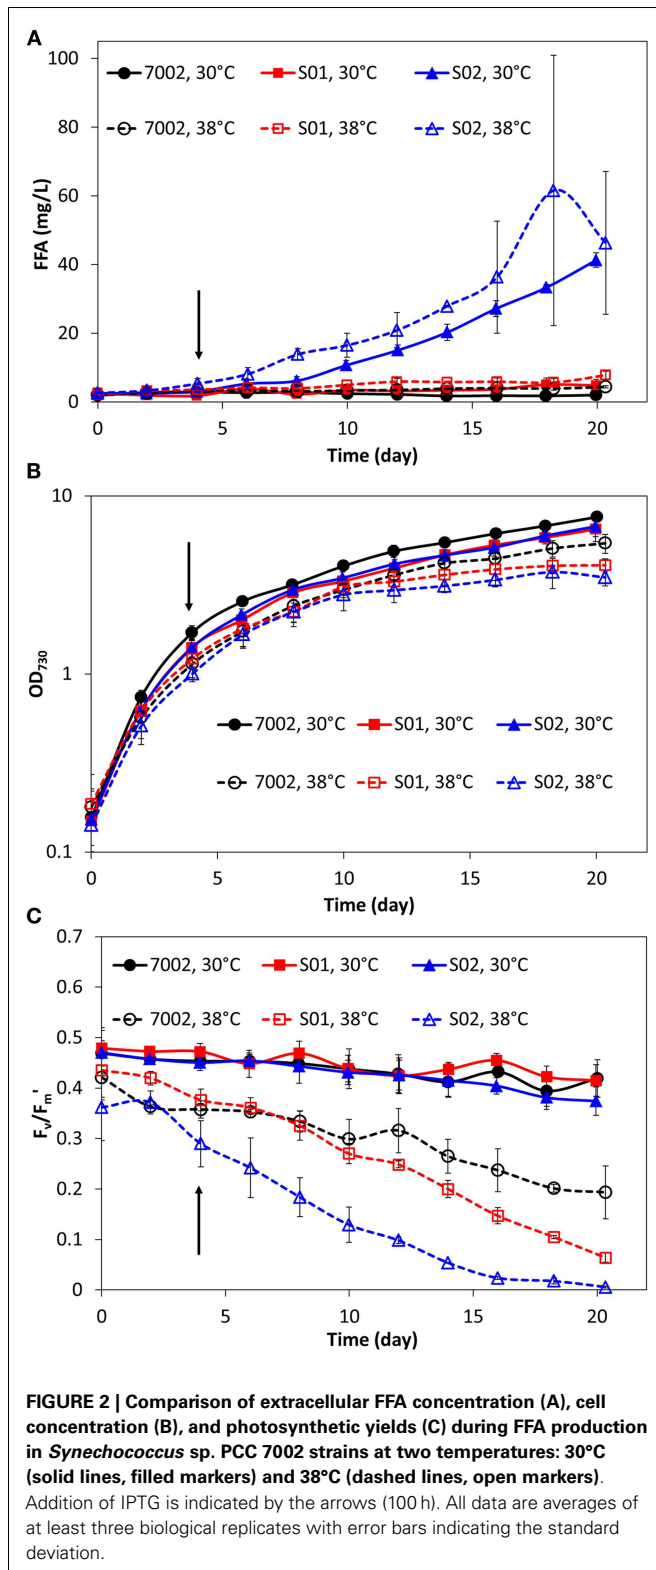 A
7002, 30°C S01, 30°C S02, 30°C
7002, 38°C S01, 38°C S02, 38°C
FFA (mg/L)
100
80
60
40
20
0
0 5 10 15 20
Time (day)
B
OD730
10
1
0.1
7002, 30°C S01, 30°C S02, 30°C
7002, 38°C S01, 38°C S02, 38°C
0 5 10 15 20
Time (day)
C
Fv/Fm'
0.7
0.6
0.5
0.4
0.3
0.2
0.1
0
7002, 30°C S01, 30°C S02, 30°C
7002, 38°C S01, 38°C S02, 38°C
0 5 10 15 20
Time (day)
FIGURE 2 | Comparison of extracellular FFA concentration (A), cell
concentration (B), and photosynthetic yields (C) during FFA production
in Synechococcus sp. PCC 7002 strains at two temperatures: 30°C
(solid lines, filled markers) and 38°C (dashed lines, open markers).
Addition of IPTG is indicated by the arrows (100 h). All data are averages of
at least three biological replicates with error bars indicating the standard
deviation.